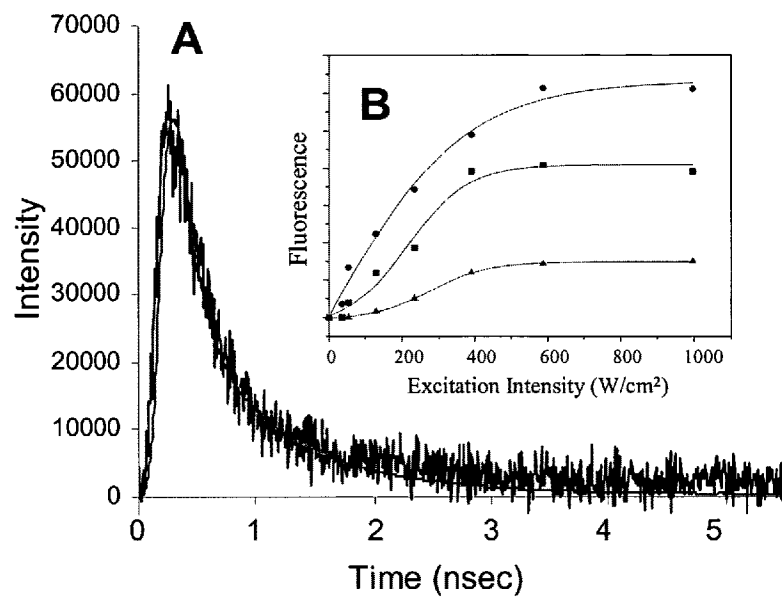 70000
60000
50000
40000
30000
20000
10000
0
Intensity
0 1 2 3 4 5
Time (nsec)
A
B
Fluorescence
0 200 400 600 800 1000
Excitation Intensity (W/cm²)